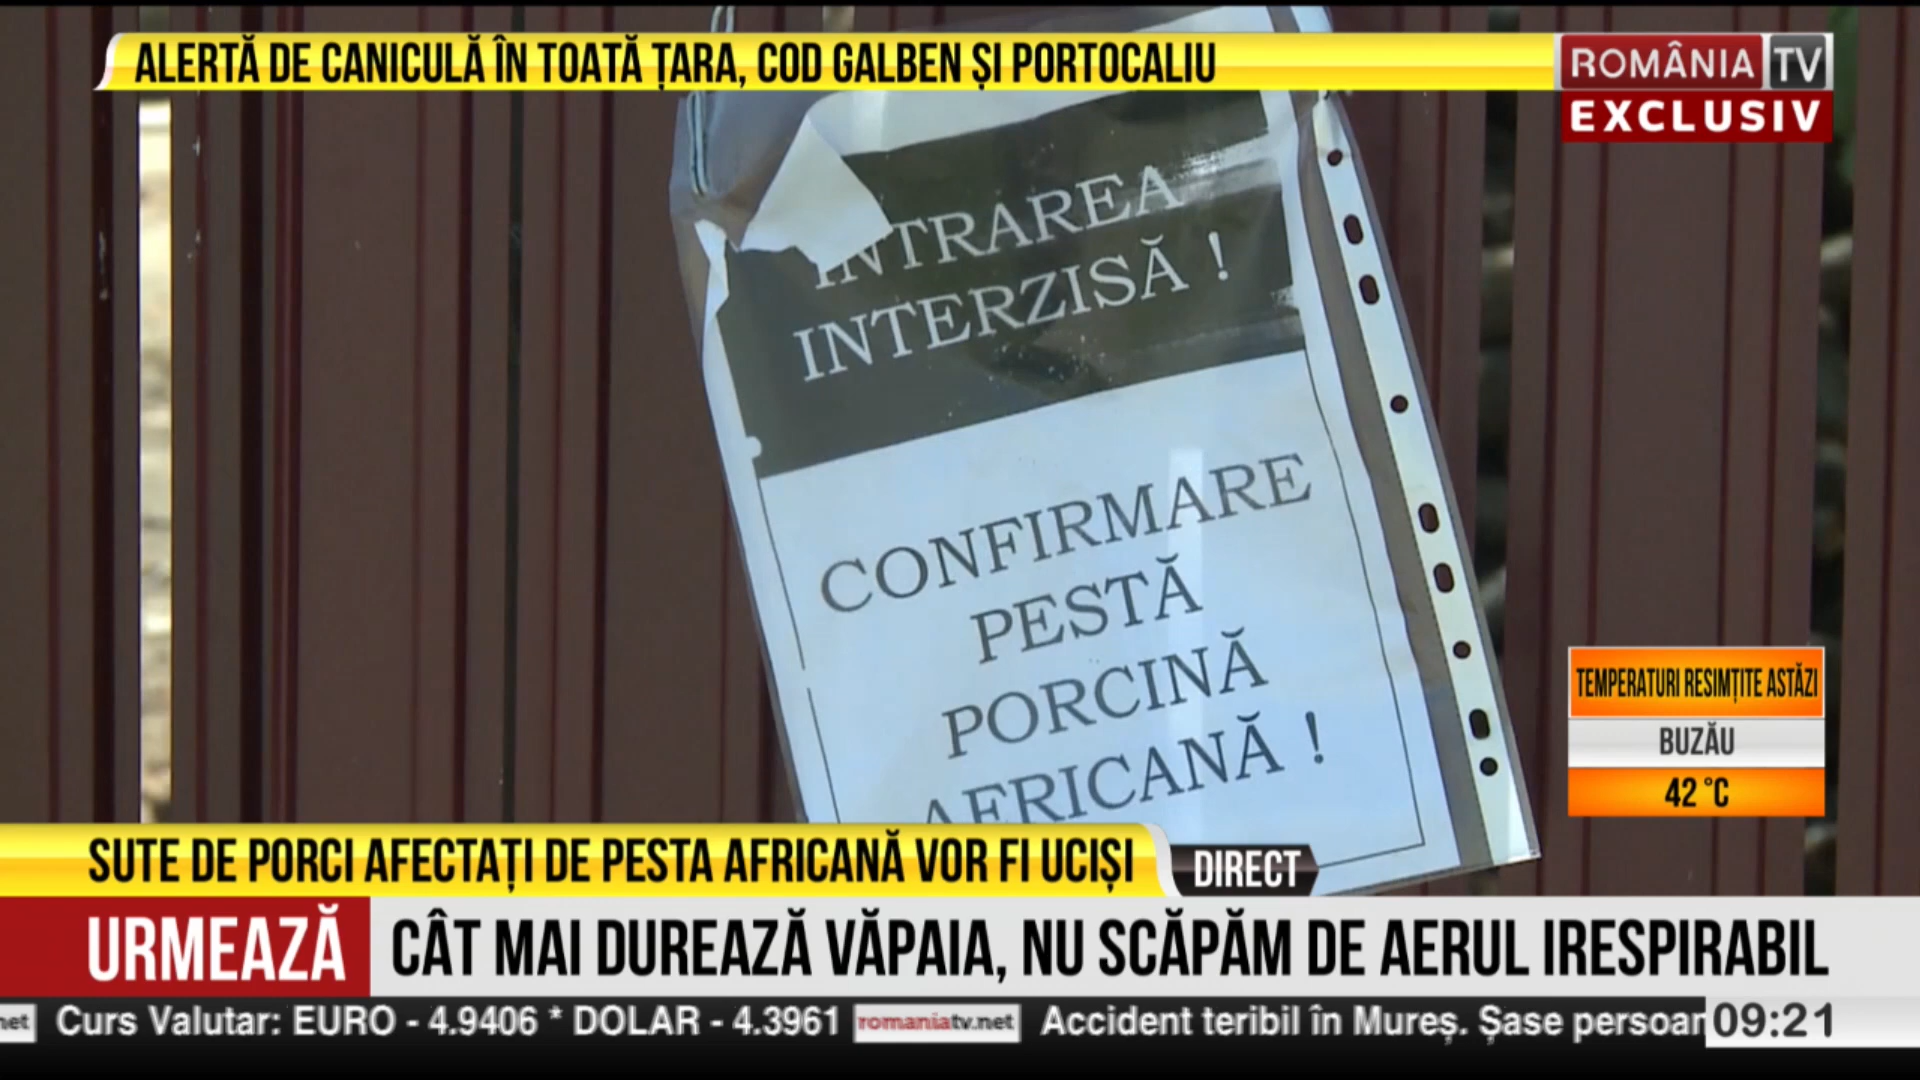 ALERTĂ DE CANICULĂ ÎN TOATĂ ȚARA, COD GALBEN ȘI PORTOCALIU
ROMÂNIA TV
EXCLUSIV
INTRAREA
INTERZISĂ !
CONFIRMARE
PESTĂ
PORCINĂ
AFRICANĂ !
TEMPERATURI RESIMȚITE ASTĂZI
BUZĂU
42 °C
SUTE DE PORCI AFECTAȚI DE PESTA AFRICANĂ VOR FI UCIȘI
DIRECT
URMEAZĂ CÂT MAI DUREAZĂ VĂPAIA, NU SCĂPĂM DE AERUL IRESPIRABIL
net Curs Valutar: EURO - 4.9406 * DOLAR - 4.3961 romaniatv.net Accident teribil în Mureș. Șase persoan 09:21